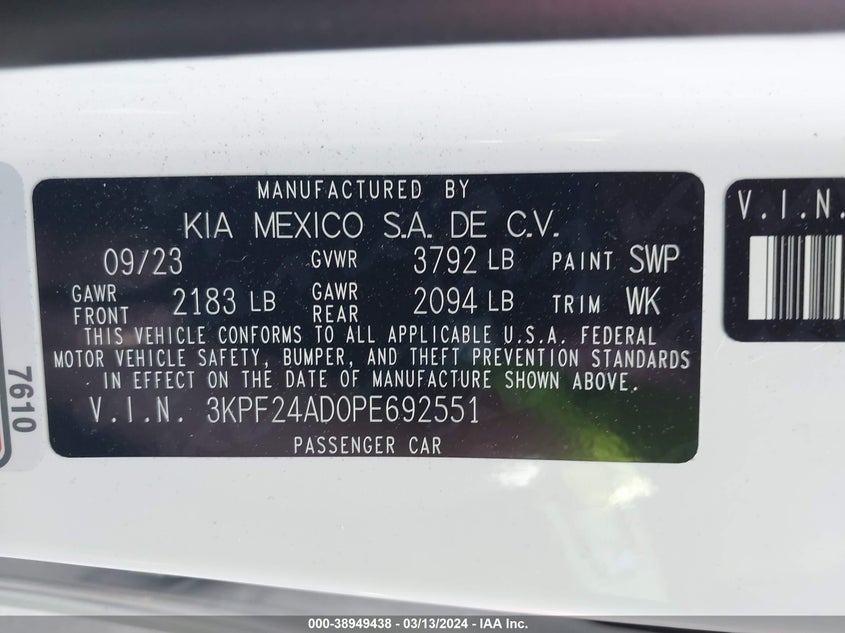 MANUFACTURED BY
KIA MEXICO S.A. DE C.V.
09/23 GVWR 3792 LB PAINT SWP
GAWR FRONT 2183 LB GAWR REAR 2094 LB TRIM WK
THIS VEHICLE CONFORMS TO ALL APPLICABLE U.S.A. FEDERAL
MOTOR VEHICLE SAFETY, BUMPER, AND THEFT PREVENTION STANDARDS
IN EFFECT ON THE DATE OF MANUFACTURE SHOWN ABOVE.
V.I.N. 3KPF24AD0PE692551
PASSENGER CAR
V.I.N.
7610
000-38949438 - 03/13/2024 - IAA Inc.